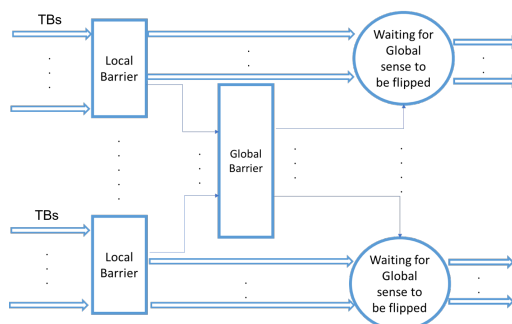 TBs
Local
Barrier
Waiting for
Global
sense to
be flipped
Global
Barrier
TBs
Local
Barrier
Waiting for
Global
sense to
be flipped